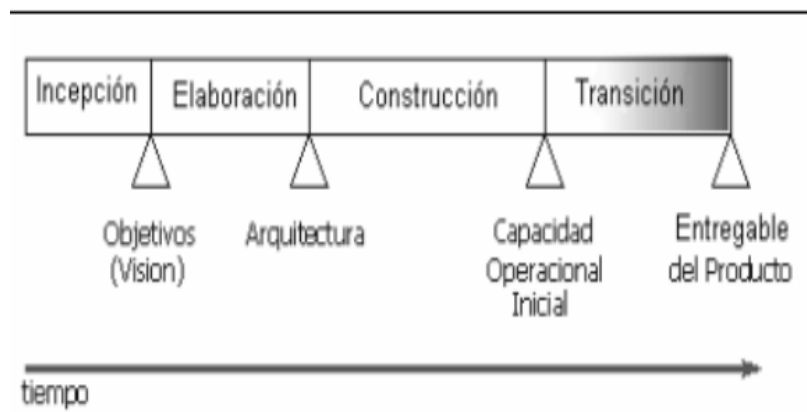 Incepción
Elaboración
Construcción
Transición
Objetivos
(Vision)
Arquitectura
Capacidad
Operacional
Inicial
Entregable
del Producto
tiempo